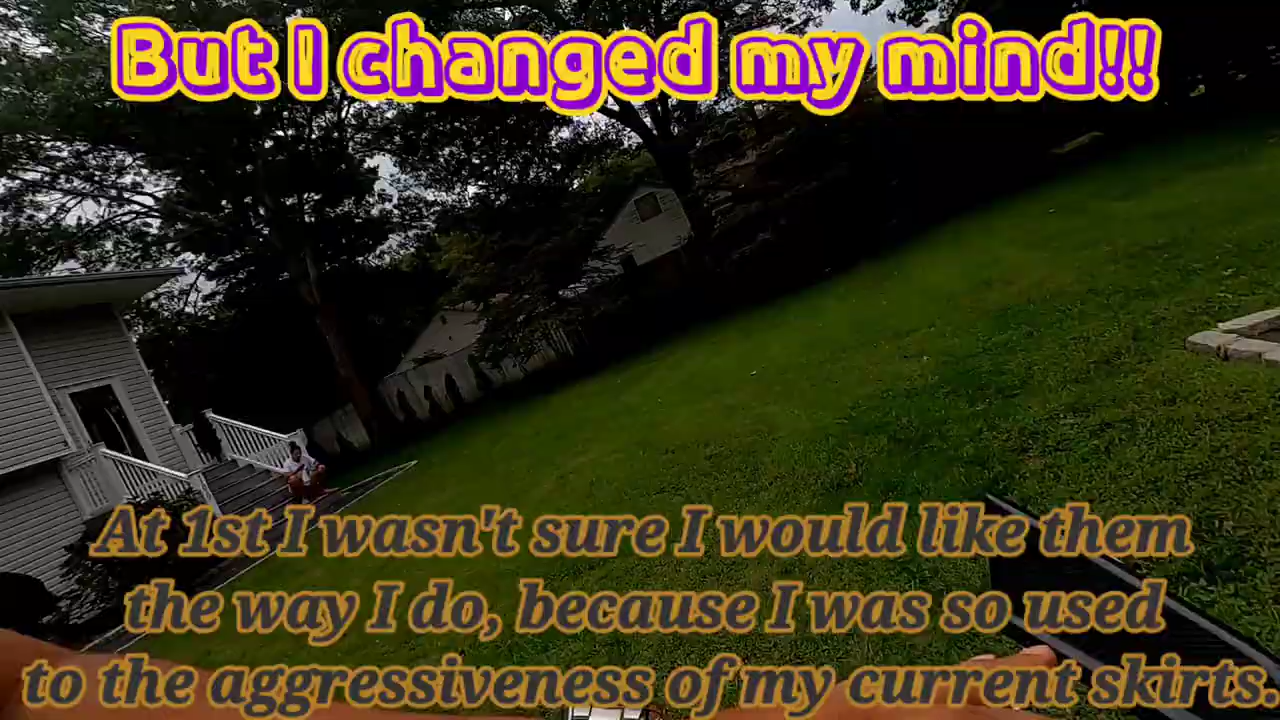 But I changed my mind!!
At 1st I wasn't sure I would like them
the way I do, because I was so used
to the aggressiveness of my current skirts.